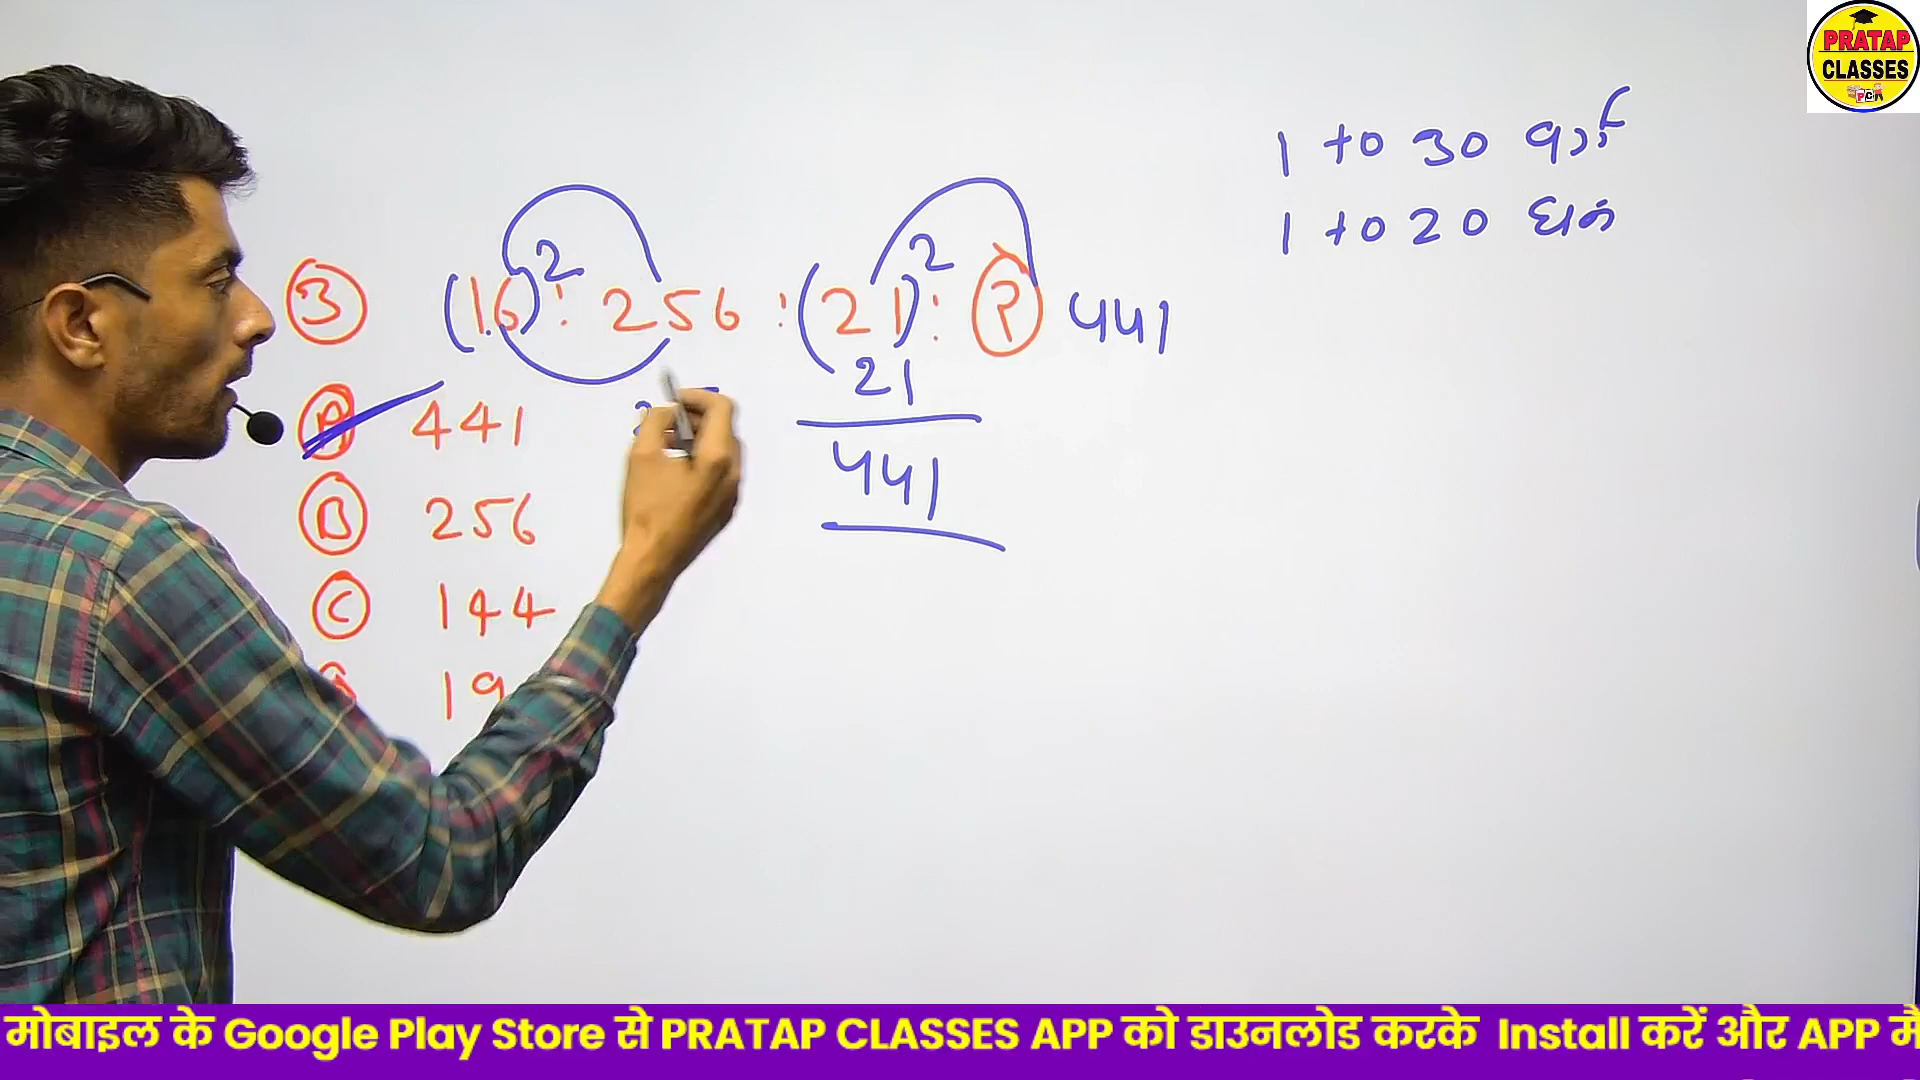 PRATAP
CLASSES
1 to 30 वर्ग
1 to 20 घन
3 (16)² : 256 : (21)² : ? 441
21
441
A 441
B 256
C 144
19
मोबाइल के Google Play Store से PRATAP CLASSES APP को डाउनलोड करके Install करें और APP मै